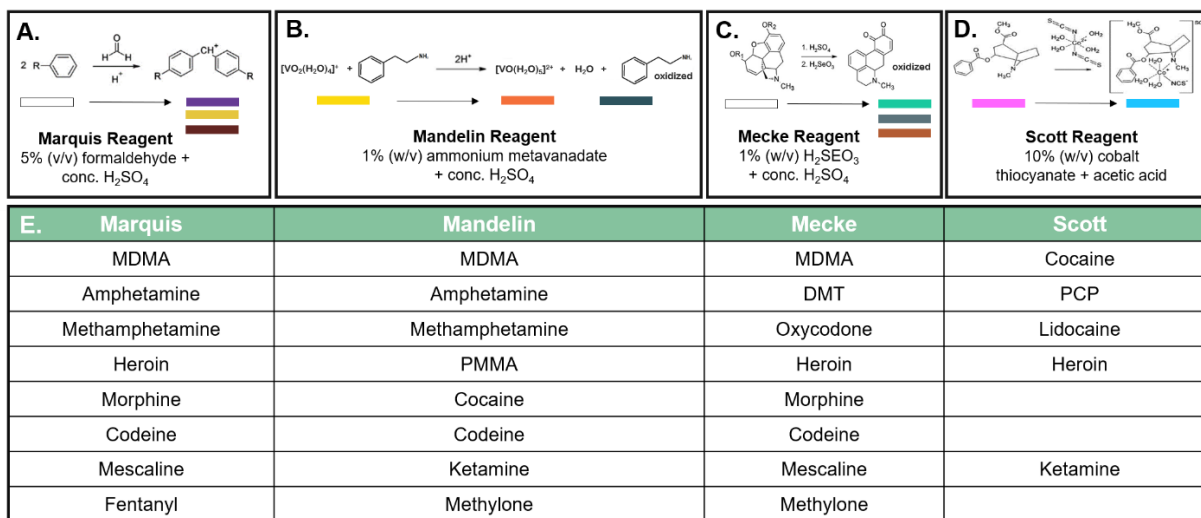 A.
2
R
O
H⁺
CH⁺
R
R
Marquis Reagent
5% (v/v) formaldehyde +
conc. H₂SO₄
B.
[VO₂(H₂O)₄]⁺ +
NH₂
2H⁺
[VO(H₂O)₅]²⁺ + H₂O +
NH₂
oxidized
Mandelin Reagent
1% (w/v) ammonium metavanadate
+ conc. H₂SO₄
C.
OR₂
OR₁
N-CH₃
1. H₂SO₄
2. H₂SeO₃
O
O
N-CH₃
oxidized
Mecke Reagent
1% (w/v) H₂SEO₃
+ conc. H₂SO₄
D.
Scott Reagent
10% (w/v) cobalt
thiocyanate + acetic acid
E. Marquis Mandelin Mecke Scott
MDMA MDMA MDMA Cocaine
Amphetamine Amphetamine DMT PCP
Methamphetamine Methamphetamine Oxycodone Lidocaine
Heroin PMMA Heroin Heroin
Morphine Cocaine Morphine
Codeine Codeine Codeine
Mescaline Ketamine Mescaline Ketamine
Fentanyl Methylone Methylone